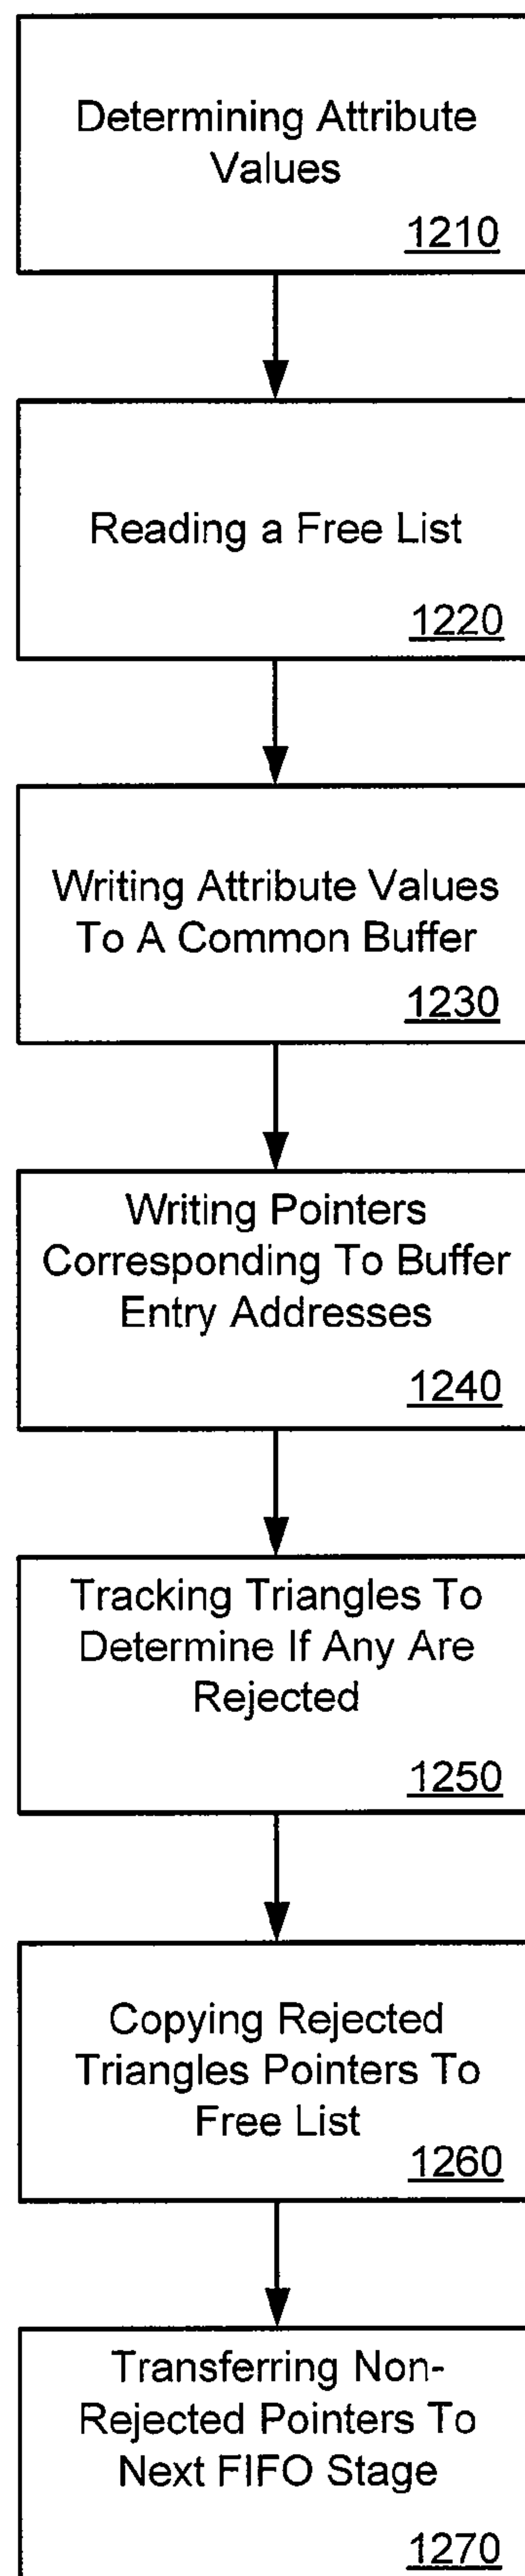 Determining Attribute
Values
1210
Reading a Free List
1220
Writing Attribute Values
To A Common Buffer
1230
Writing Pointers
Corresponding To Buffer
Entry Addresses
1240
Tracking Triangles To
Determine If Any Are
Rejected
1250
Copying Rejected
Triangles Pointers To
Free List
1260
Transferring Non-
Rejected Pointers To
Next FIFO Stage
1270